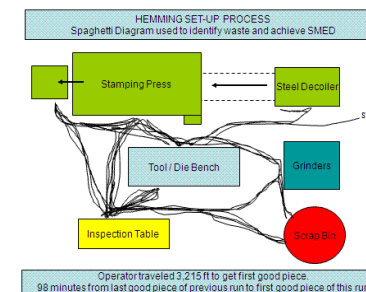 HEMMING SET-UP PROCESS
Spaghetti Diagram used to identify waste and achieve SMED
Stamping Press
Steel Decoiler
Tool / Die Bench
Grinders
Inspection Table
Scrap Bin
Operator traveled 3,215 ft to get first good piece.
98 minutes from last good piece of previous run to first good piece of this run